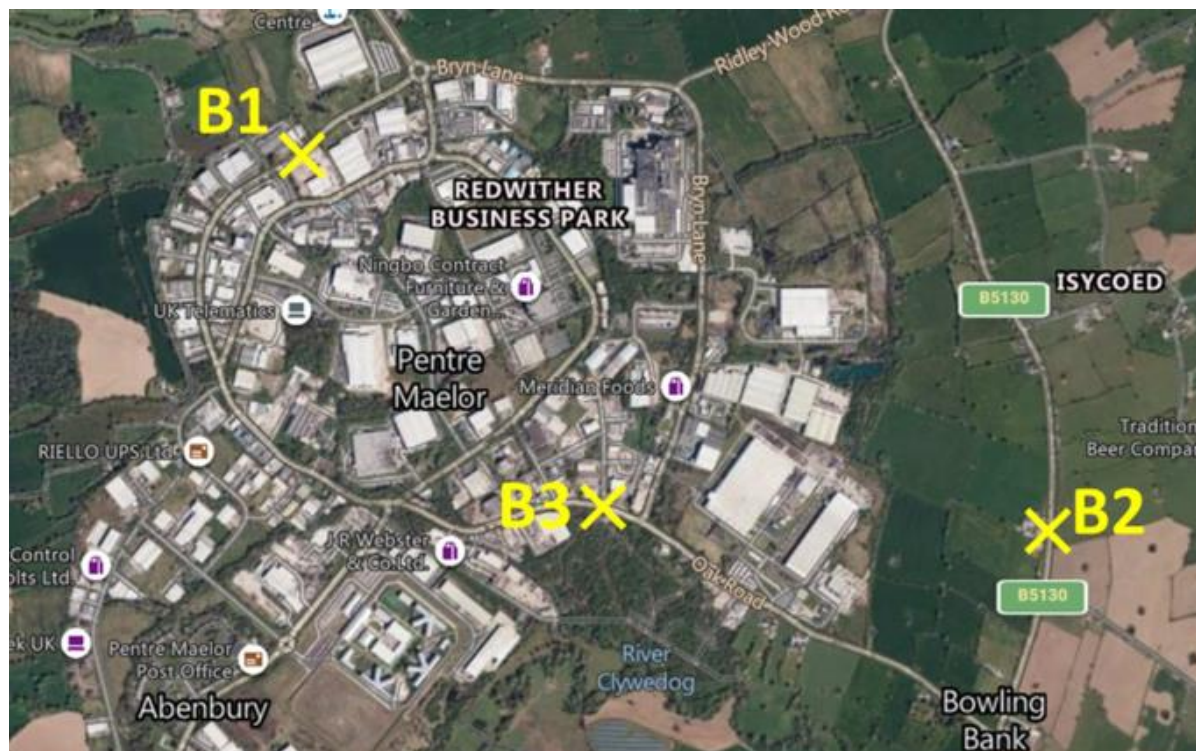 Centre
Bryn Lane
Ridley Wood Ro
B1
REDWITHER
BUSINESS PARK
Bryn Lane
Ningbo Contract
Furniture &
Garden...
UK Telematics
B5130
ISYCOED
Pentre
Maelor
Meridian Foods
Tradition
Beer Compan
RIELLO UPS Ltd
B3
B2
J R Webster
& Co.Ltd.
Control
olts Ltd
Oak Road
B5130
ek UK
Pentre Maelor
Post Office
River
Clywedog
Abenbury
Bowling
Bank